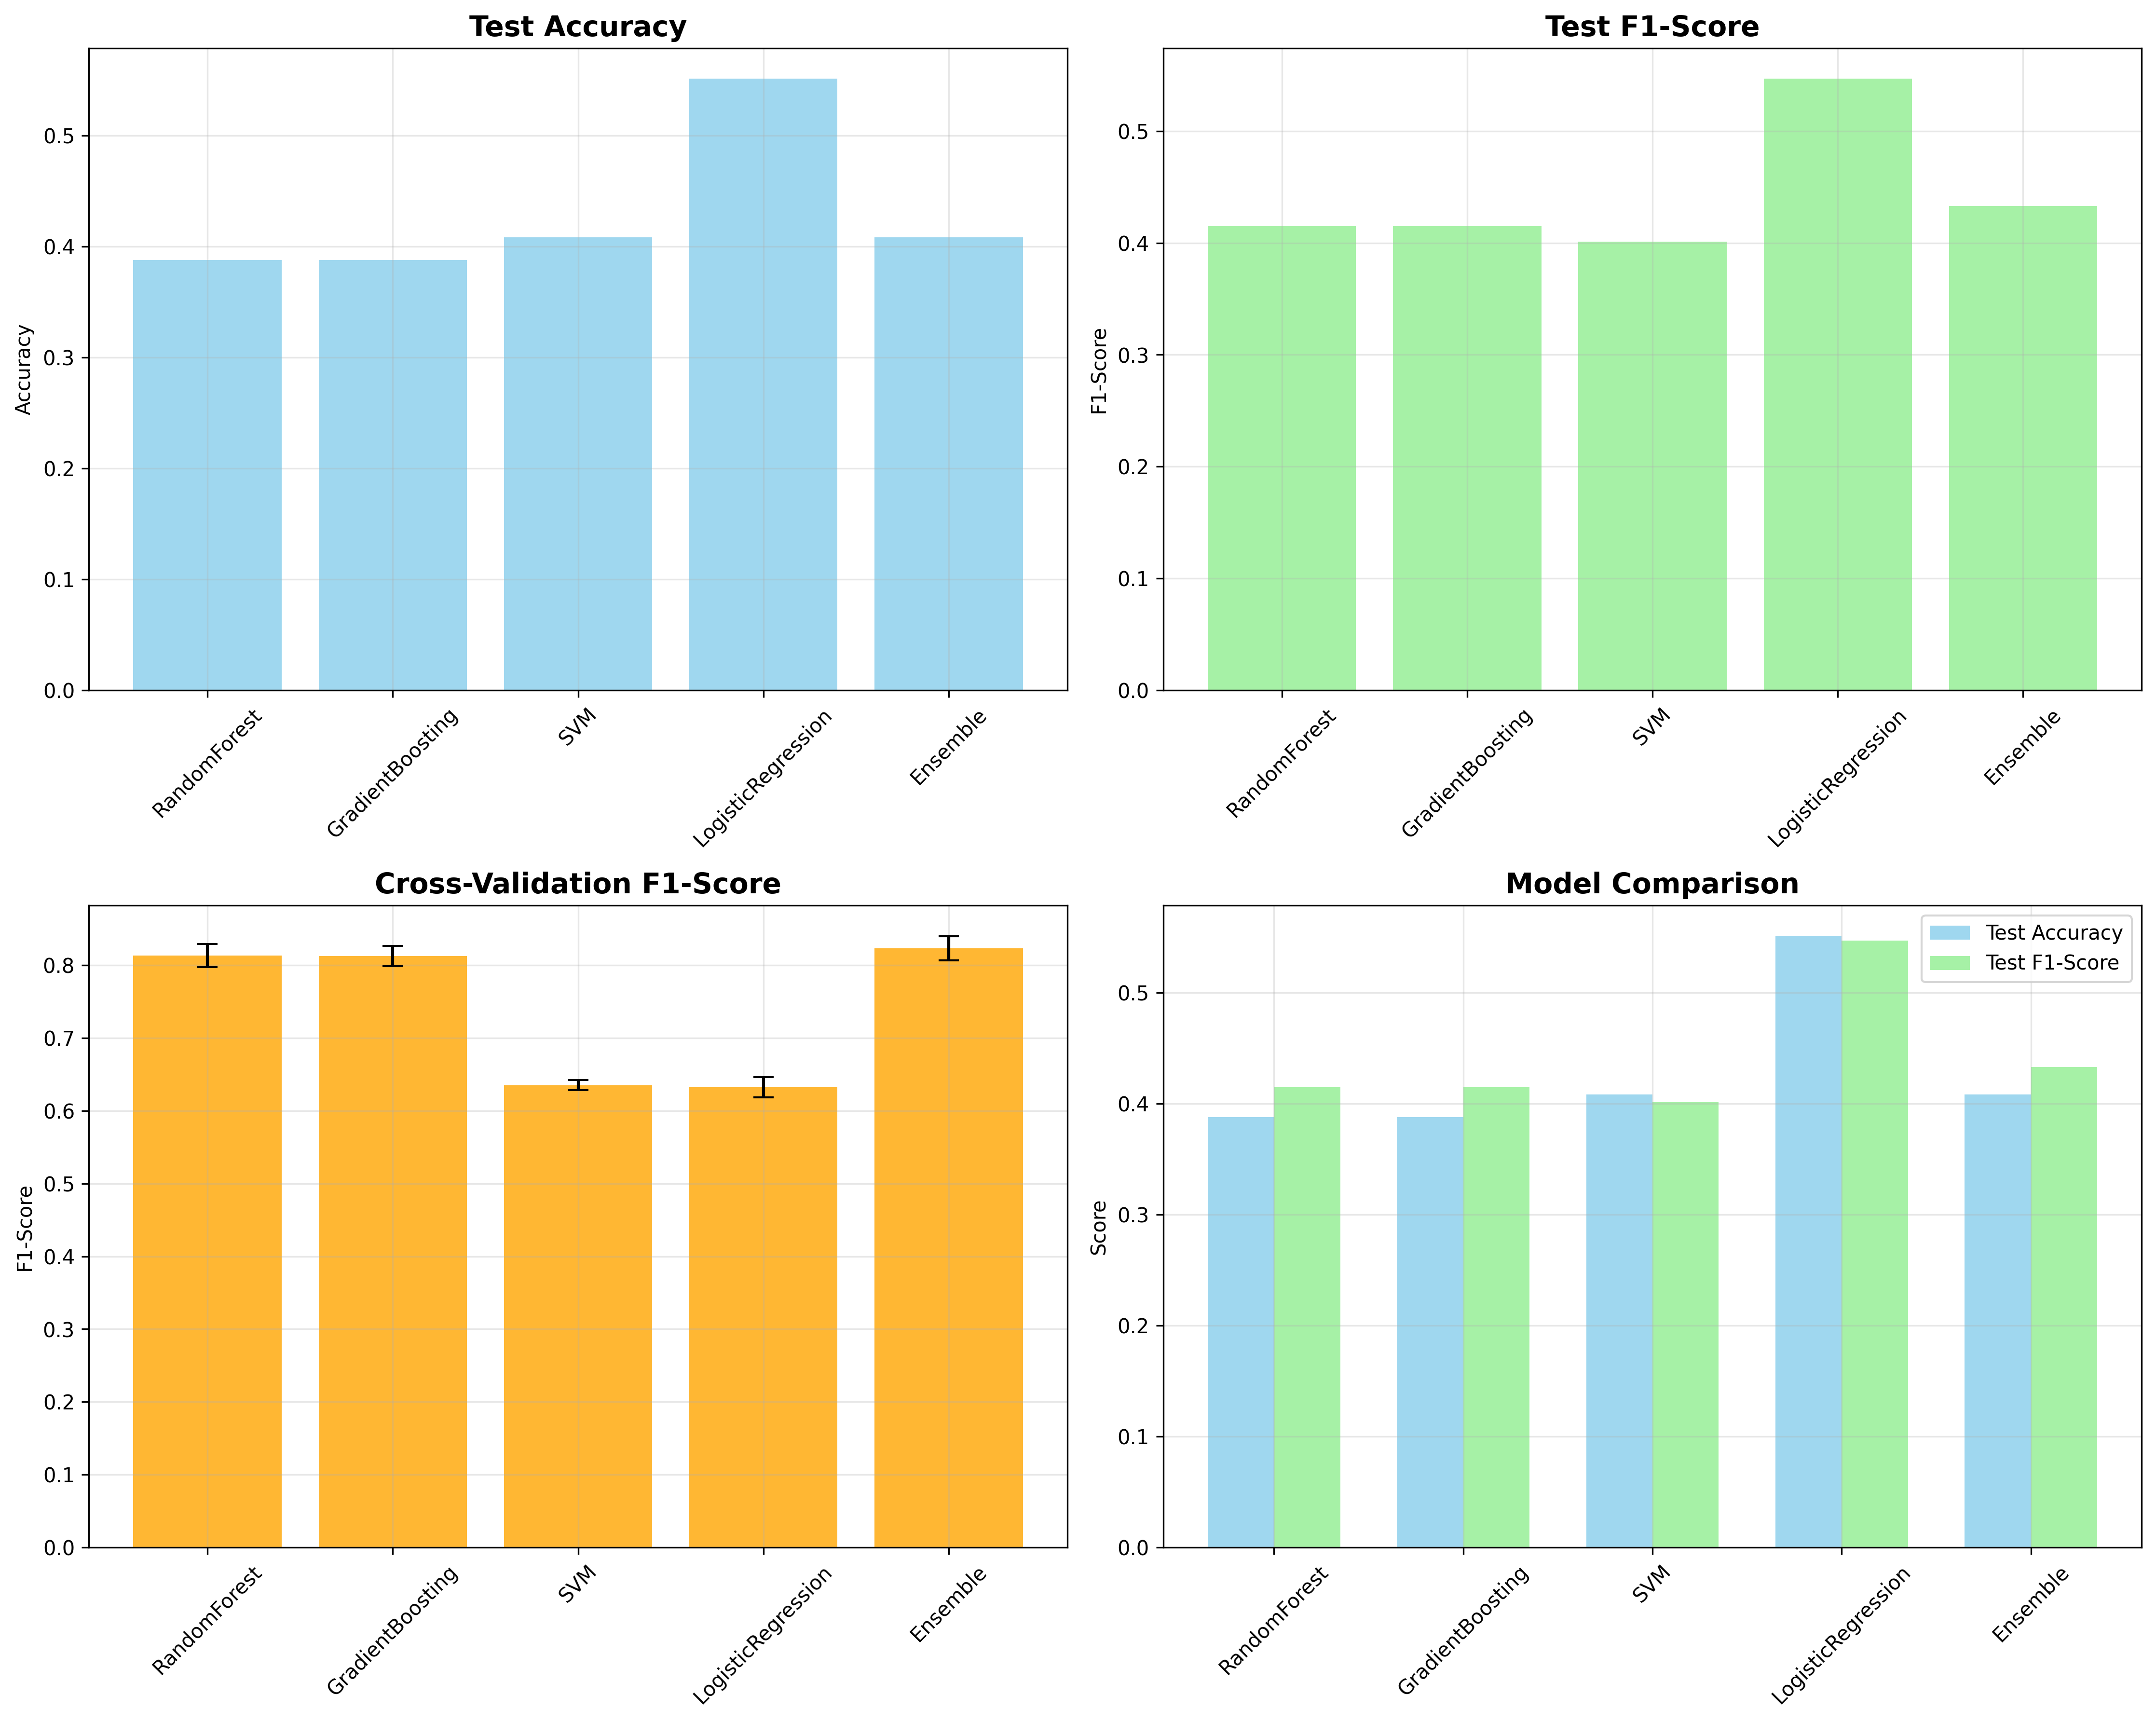 Test Accuracy
Accuracy
0.5
0.4
0.3
0.2
0.1
0.0
RandomForest
GradientBoosting
SVM
LogisticRegression
Ensemble
Test F1-Score
F1-Score
0.5
0.4
0.3
0.2
0.1
0.0
RandomForest
GradientBoosting
SVM
LogisticRegression
Ensemble
Cross-Validation F1-Score
F1-Score
0.8
0.7
0.6
0.5
0.4
0.3
0.2
0.1
0.0
RandomForest
GradientBoosting
SVM
LogisticRegression
Ensemble
Model Comparison
Test Accuracy
Test F1-Score
Score
0.5
0.4
0.3
0.2
0.1
0.0
RandomForest
GradientBoosting
SVM
LogisticRegression
Ensemble